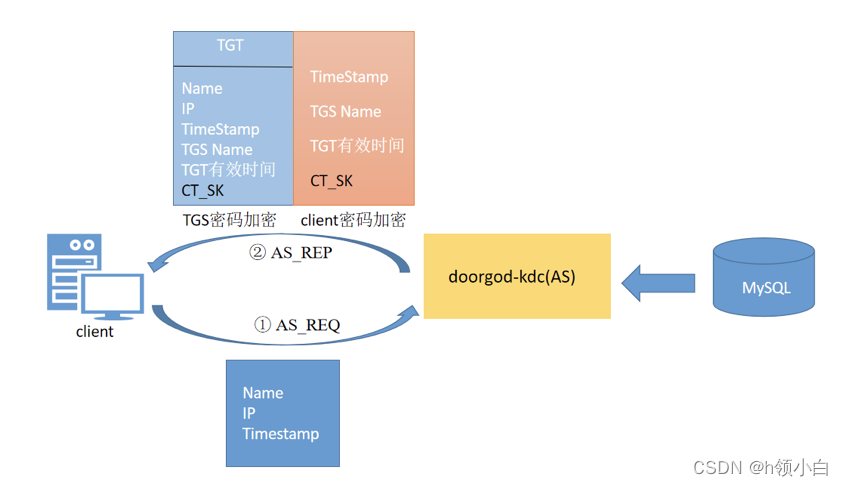 TGT
Name
IP
TimeStamp
TGS Name
TGT有效时间
CT_SK
TimeStamp
TGS Name
TGT有效时间
CT_SK
TGS密码加密
client密码加密
② AS_REP
doorgod-kdc(AS)
MySQL
client
① AS_REQ
Name
IP
Timestamp
CSDN @h领小白